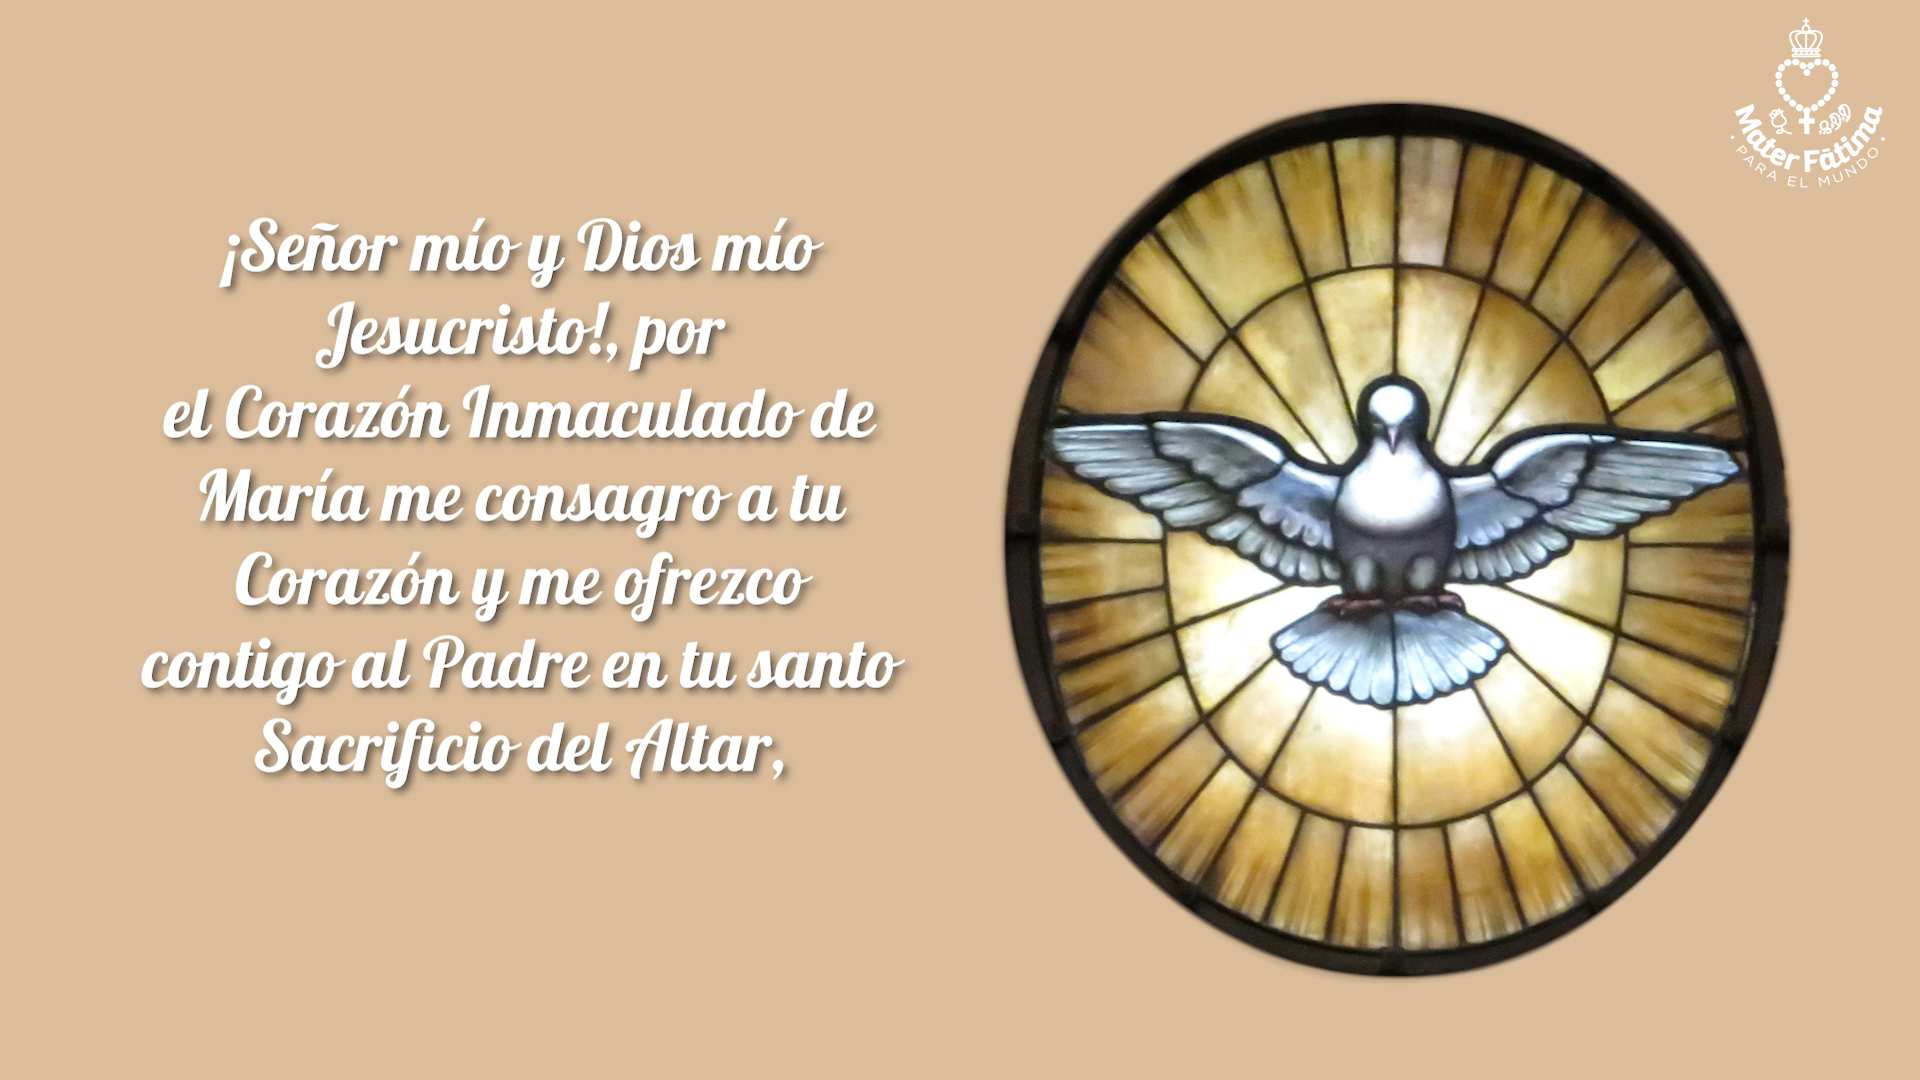 ¡Señor mío y Dios mío
Jesucristo!, por
el Corazón Inmaculado de
María me consagro a tu
Corazón y me ofrezco
contigo al Padre en tu santo
Sacrificio del Altar,
Mater Fátima
· PARA EL MUNDO ·